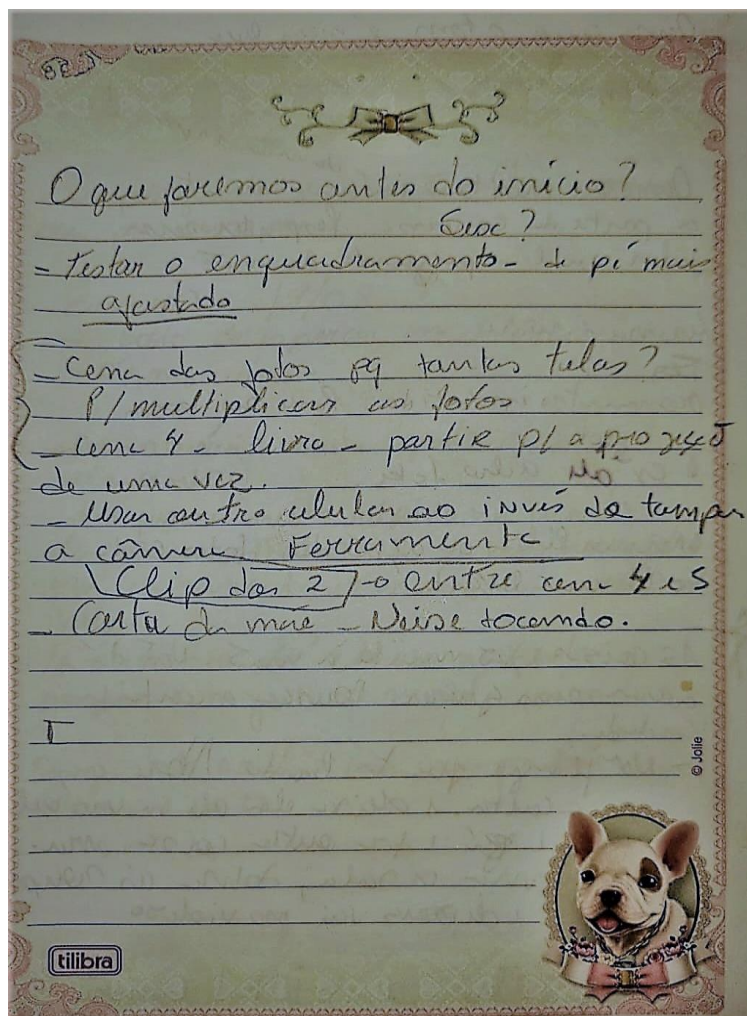 O que faremos antes do início?
Sesc?
- Testar o enquadramento - de pé mais
afastado
- Cena das fotos pq tantas telas?
P/ multiplicar as fotos
- cena 4 - livro - partir p/ a projeção
de uma vez.
- Usar outro celular ao invés de tampar
a câmera Ferramenta
Clip dos 2 → entre cena 4 e 5
- Carta da mãe - Neise tocando.
© Jolie
tilibra